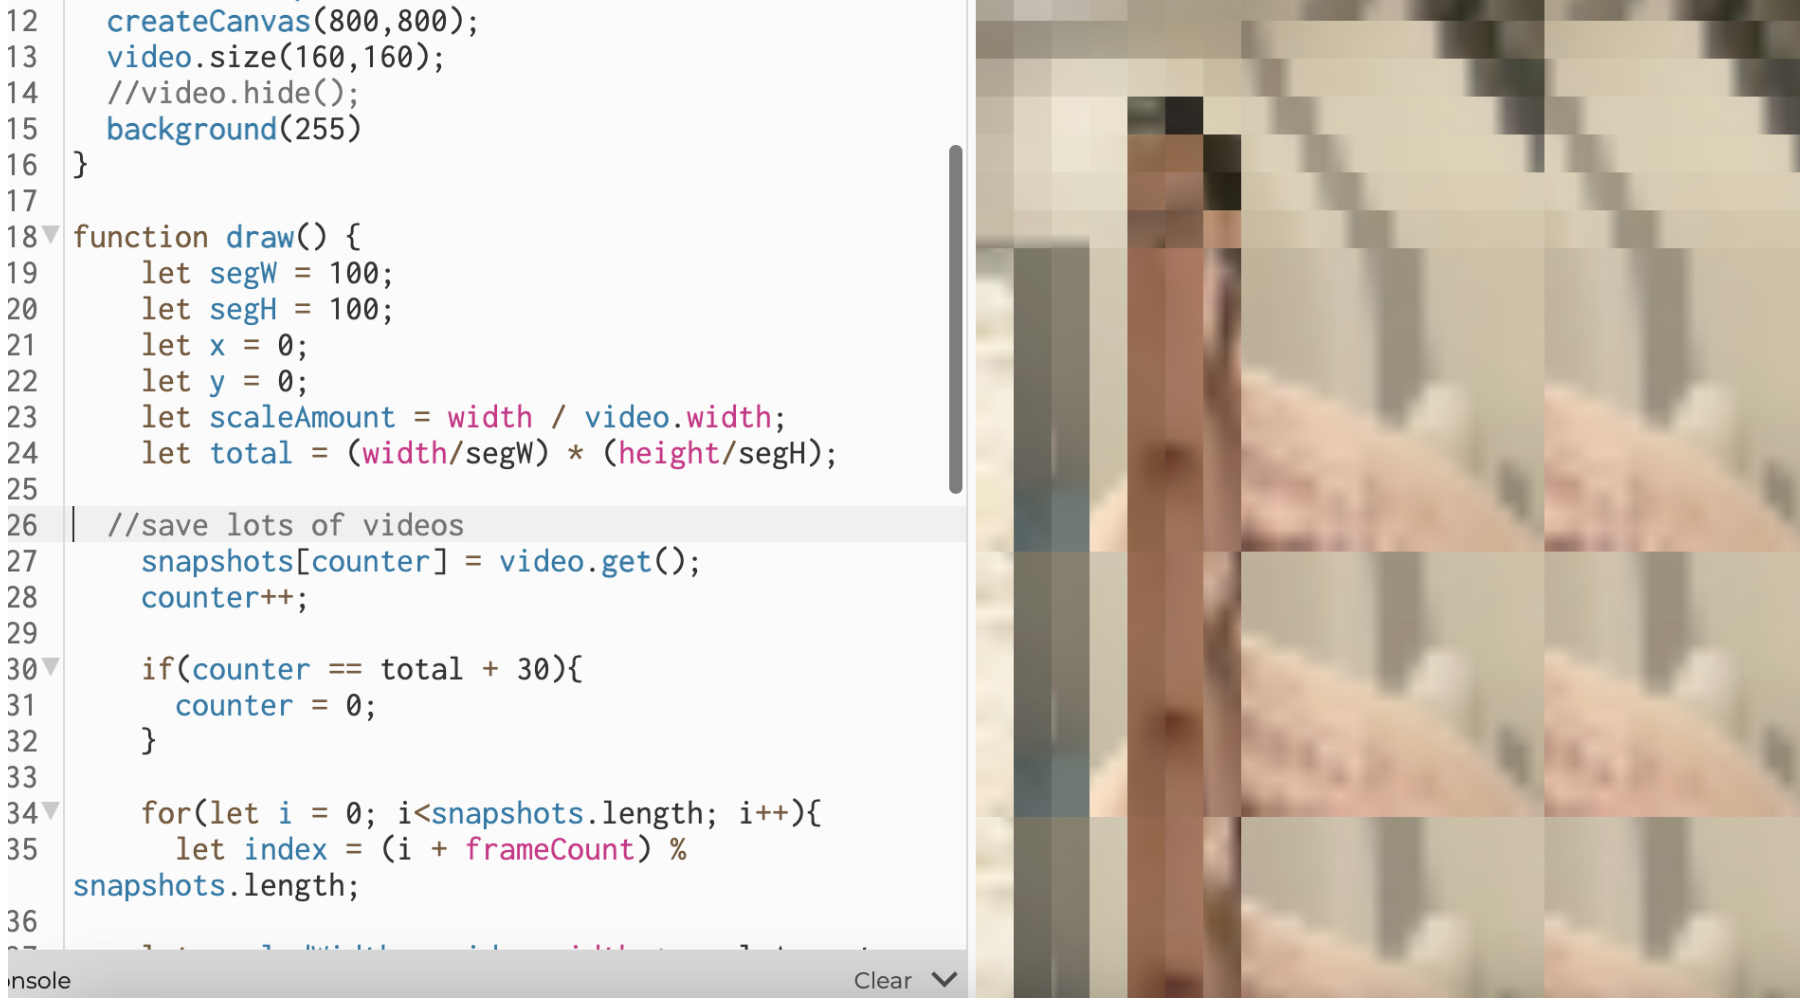 12 createCanvas(800,800);
13 video.size(160,160);
14 //video.hide();
15 background(255)
16 }
17
18 function draw() {
19 let segW = 100;
20 let segH = 100;
21 let x = 0;
22 let y = 0;
23 let scaleAmount = width / video.width;
24 let total = (width/segW) * (height/segH);
25
26 //save lots of videos
27 snapshots[counter] = video.get();
28 counter++;
29
30 if(counter == total + 30){
31 counter = 0;
32 }
33
34 for(let i = 0; i<snapshots.length; i++){
35 let index = (i + frameCount) %
snapshots.length;
36
onsole Clear